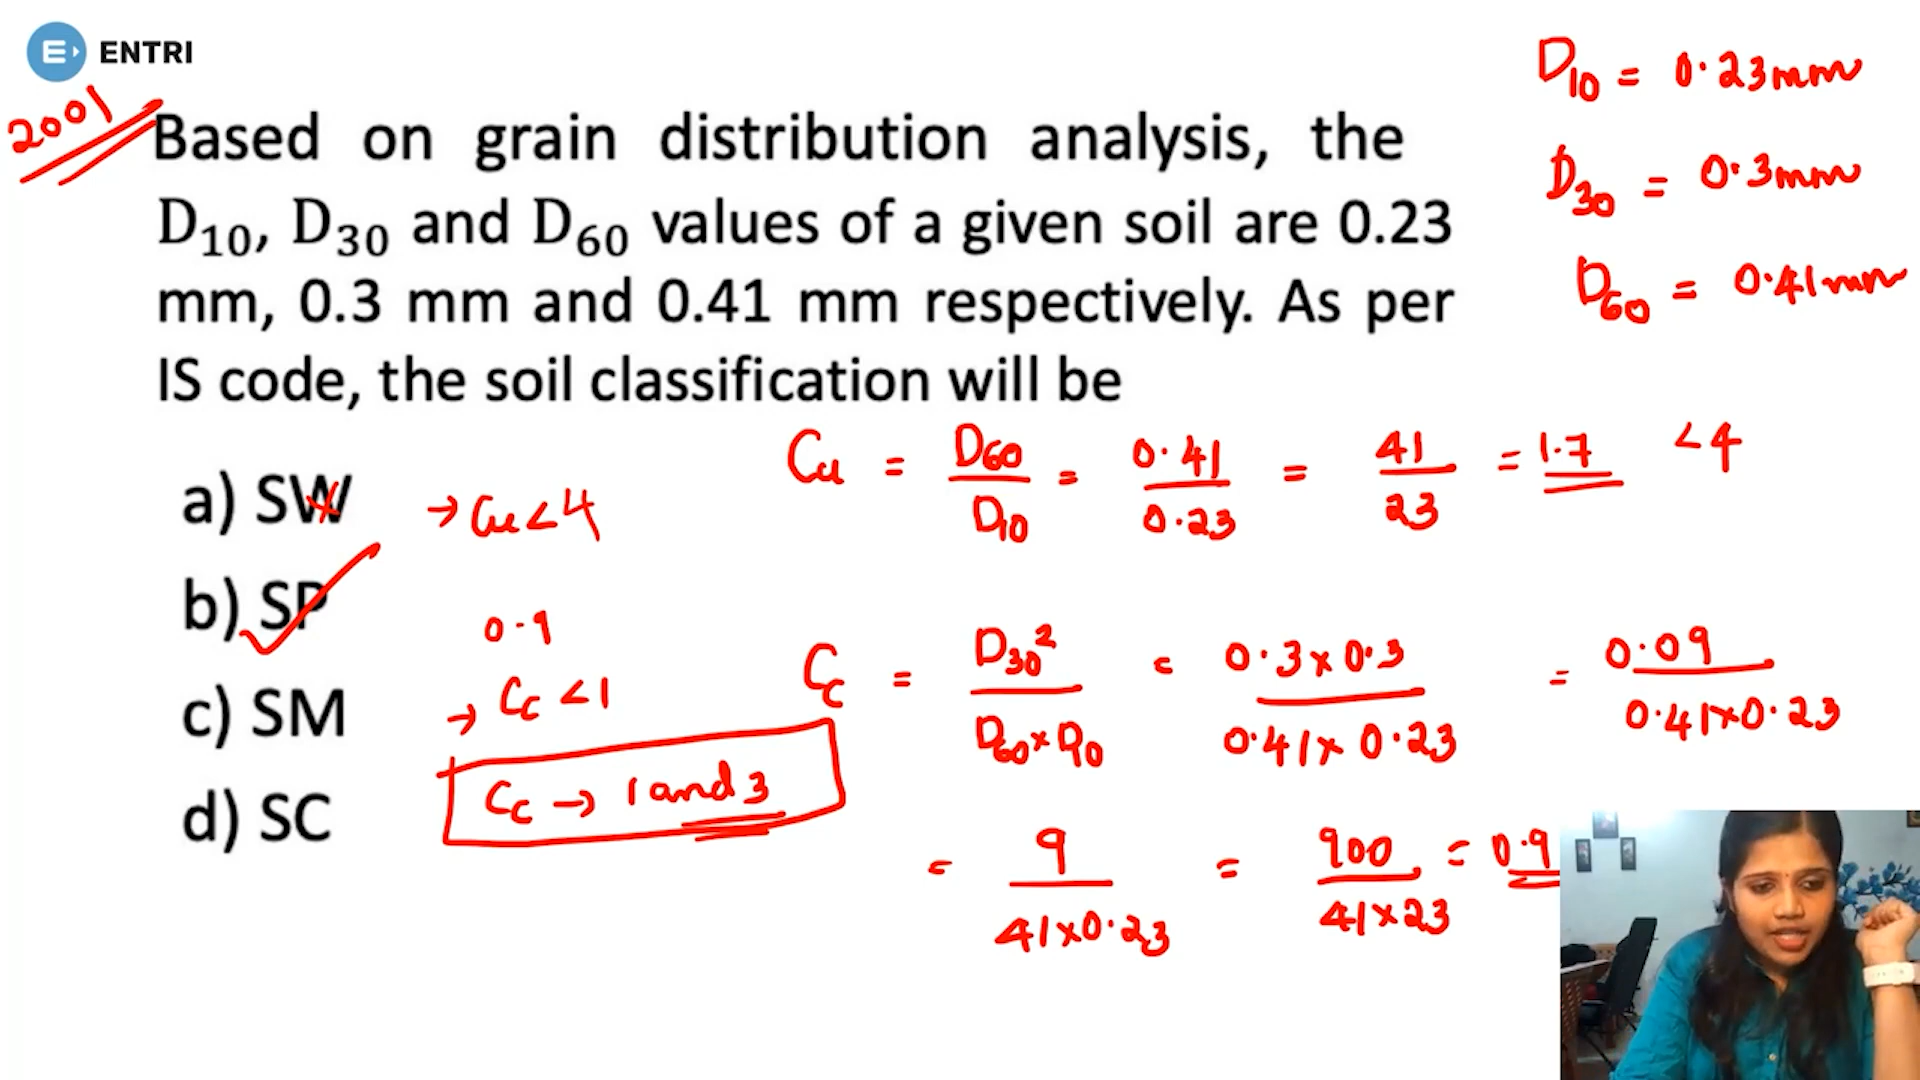 ENTRI
2001
Based on grain distribution analysis, the
D₁₀, D₃₀ and D₆₀ values of a given soil are 0.23
mm, 0.3 mm and 0.41 mm respectively. As per
IS code, the soil classification will be
a) SW
b) SP
c) SM
d) SC
D₁₀ = 0.23mm
D₃₀ = 0.3mm
D₆₀ = 0.41mm
Cu = D₆₀/D₁₀ = 0.41/0.23 = 41/23 = 1.7 <4
→ Cu<4
0.9
→ Cc <1
Cc → 1 and 3
Cc = D₃₀²/D₆₀×D₁₀ = 0.3×0.3/0.41×0.23 = 0.09/0.41×0.23
= 9/41×0.23 = 900/41×23 = 0.9